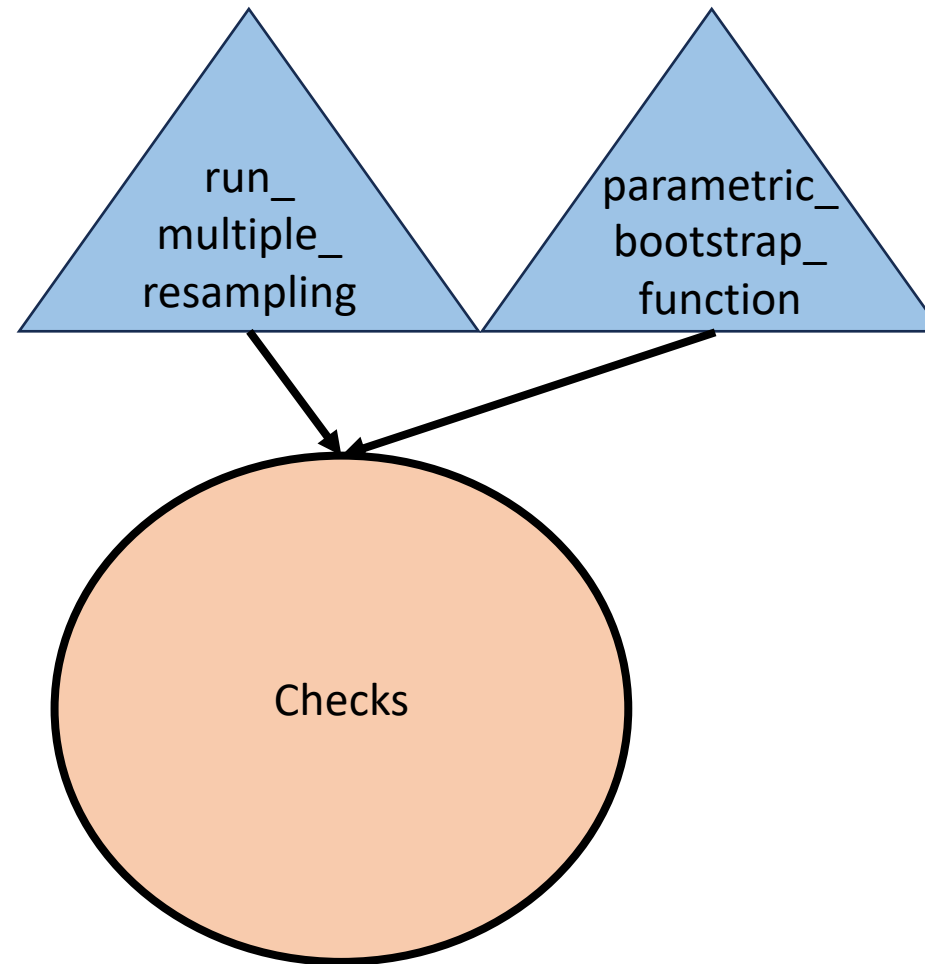 run_
multiple_
resampling
parametric_
bootstrap_
function
Checks